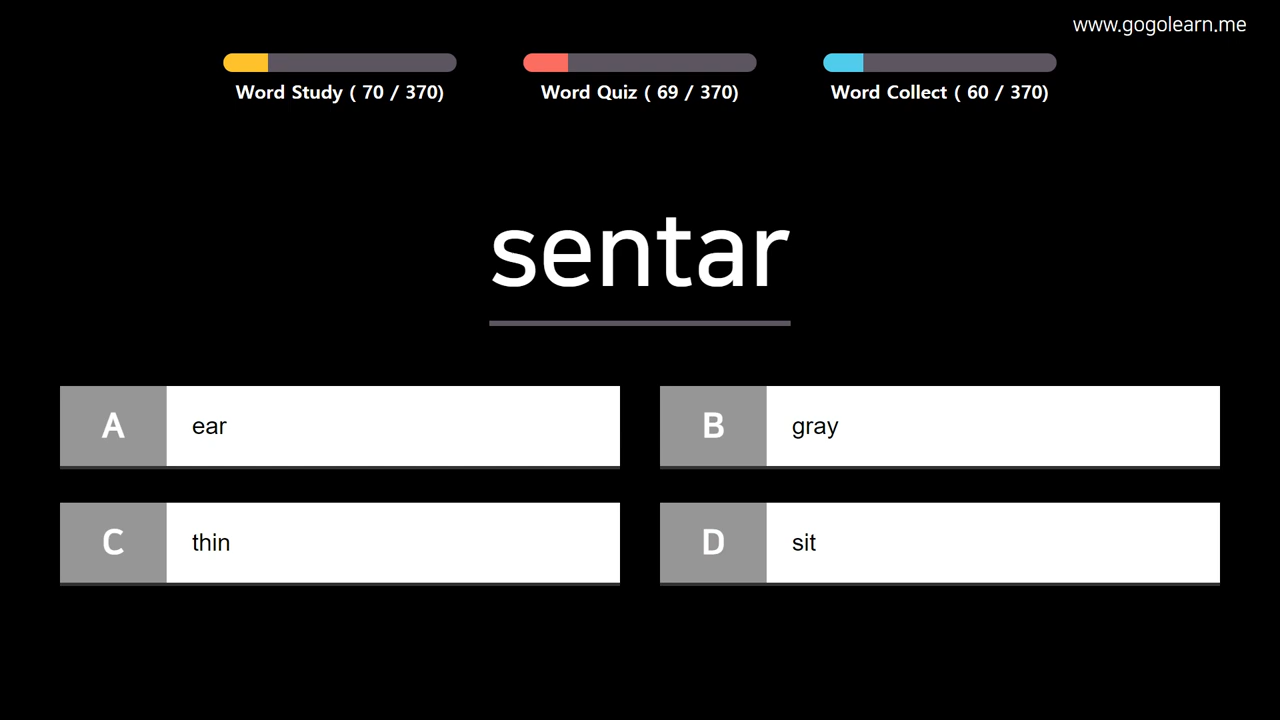 www.gogolearn.me
Word Study ( 70 / 370)
Word Quiz ( 69 / 370)
Word Collect ( 60 / 370)
sentar
A
ear
B
gray
C
thin
D
sit